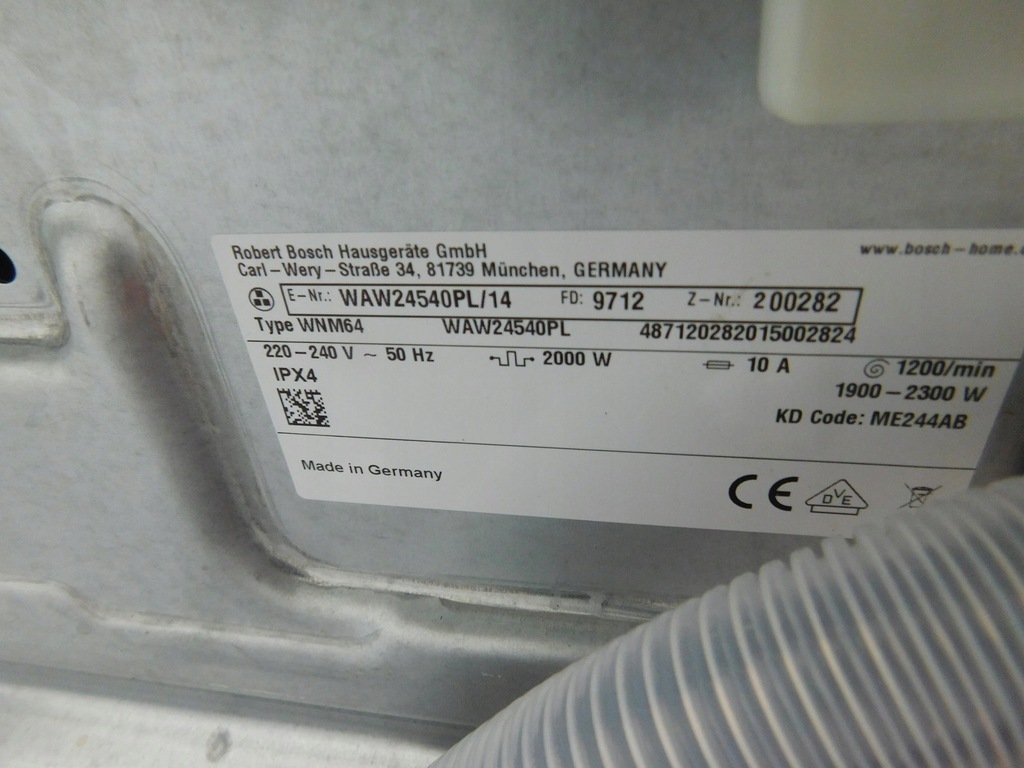 Robert Bosch Hausgeräte GmbH www.bosch-home.
Carl-Wery-Straße 34, 81739 München, GERMANY
E-Nr.: WAW24540PL/14 FD: 9712 Z-Nr.: 200282
Type WNM64 WAW24540PL 487120282015002824
220-240 V ~ 50 Hz 2000 W 10 A 1200/min
IPX4 1900-2300 W
KD Code: ME244AB
Made in Germany CE OVE